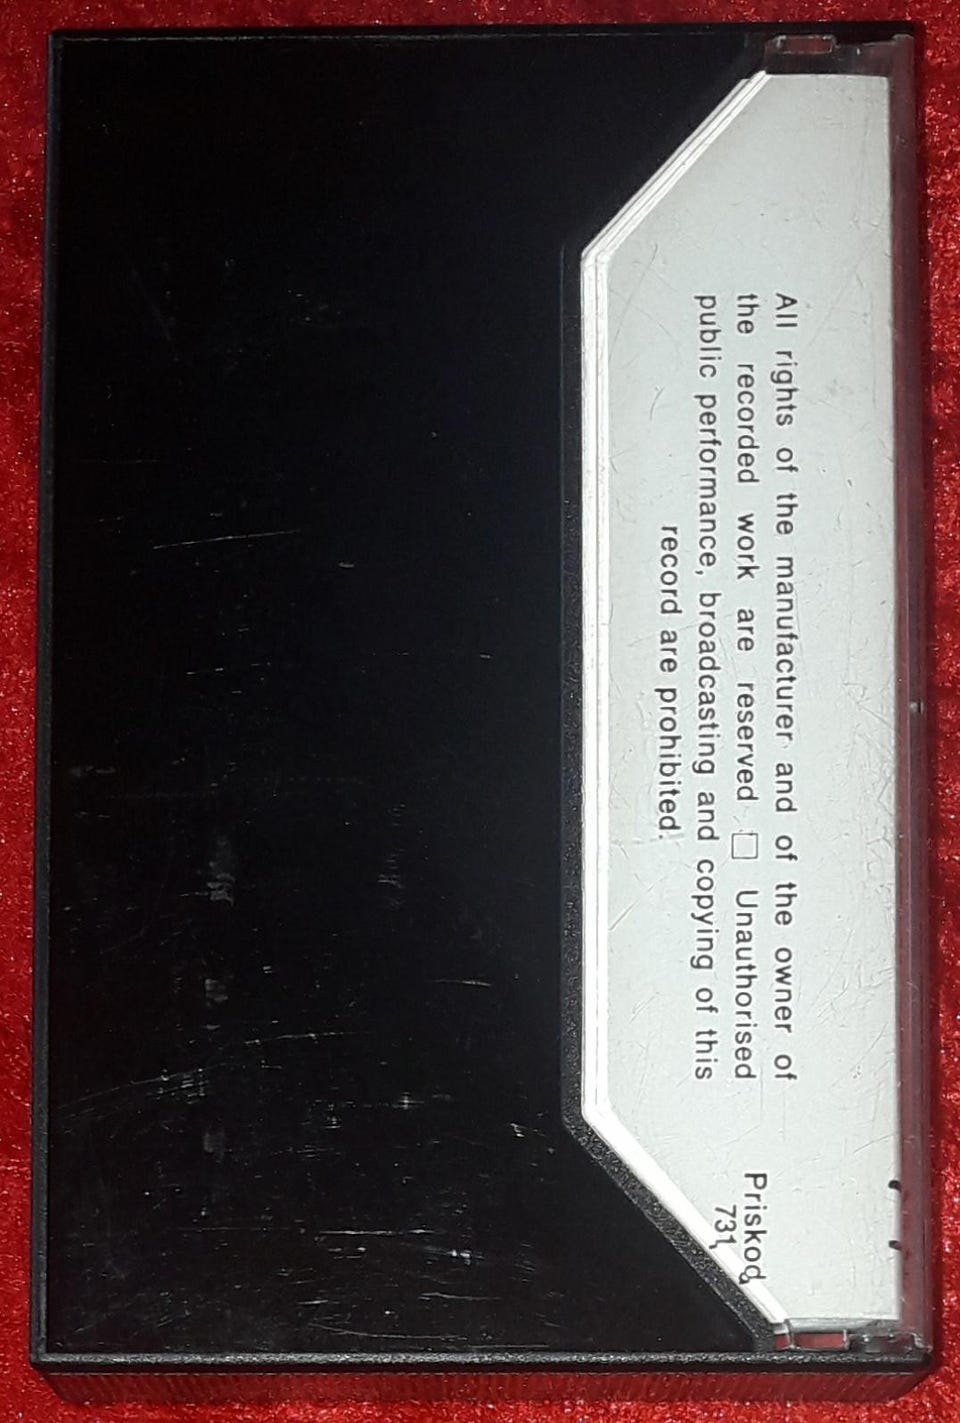 All rights of the manufacturer and of the owner of
the recorded work are reserved □ Unauthorised
public performance, broadcasting and copying of this
record are prohibited.
Priskod
731